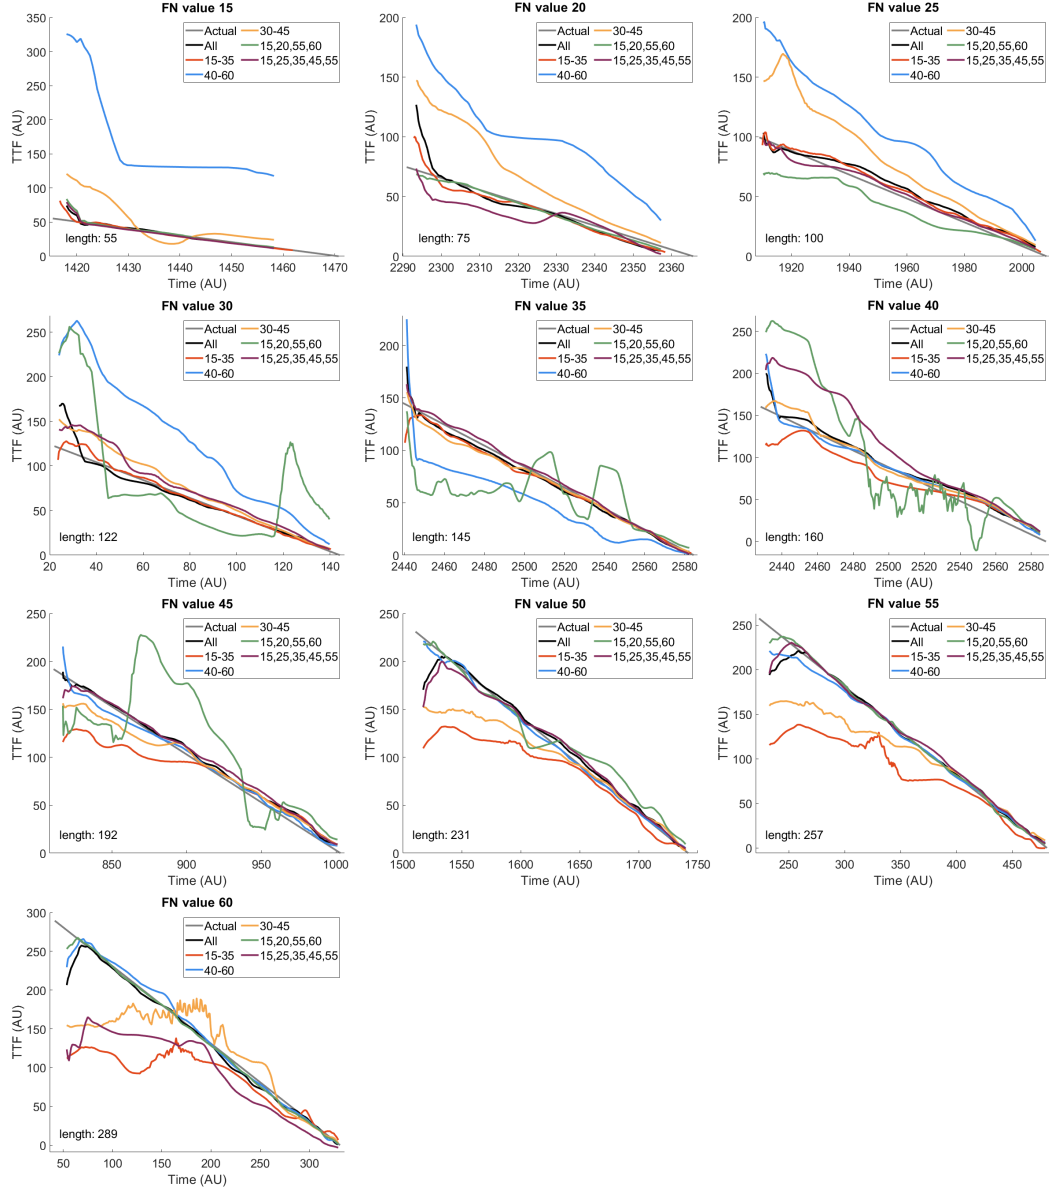 FN value 15
350
300
250
200
150
100
50
0
TTF (AU)
Actual 30-45
All 15,20,55,60
15-35 15,25,35,45,55
40-60
length: 55
1420 1430 1440 1450 1460 1470
Time (AU)
FN value 20
200
150
100
50
0
TTF (AU)
Actual 30-45
All 15,20,55,60
15-35 15,25,35,45,55
40-60
length: 75
2290 2300 2310 2320 2330 2340 2350 2360
Time (AU)
FN value 25
200
150
100
50
0
TTF (AU)
Actual 30-45
All 15,20,55,60
15-35 15,25,35,45,55
40-60
length: 100
1920 1940 1960 1980 2000
Time (AU)
FN value 30
250
200
150
100
50
0
TTF (AU)
Actual 30-45
All 15,20,55,60
15-35 15,25,35,45,55
40-60
length: 122
20 40 60 80 100 120 140
Time (AU)
FN value 35
200
150
100
50
0
TTF (AU)
Actual 30-45
All 15,20,55,60
15-35 15,25,35,45,55
40-60
length: 145
2440 2460 2480 2500 2520 2540 2560 2580
Time (AU)
FN value 40
250
200
150
100
50
0
TTF (AU)
Actual 30-45
All 15,20,55,60
15-35 15,25,35,45,55
40-60
length: 160
2440 2460 2480 2500 2520 2540 2560 2580
Time (AU)
FN value 45
250
200
150
100
50
0
TTF (AU)
Actual 30-45
All 15,20,55,60
15-35 15,25,35,45,55
40-60
length: 192
850 900 950 1000
Time (AU)
FN value 50
250
200
150
100
50
0
TTF (AU)
Actual 30-45
All 15,20,55,60
15-35 15,25,35,45,55
40-60
length: 231
1500 1550 1600 1650 1700 1750
Time (AU)
FN value 55
250
200
150
100
50
0
TTF (AU)
Actual 30-45
All 15,20,55,60
15-35 15,25,35,45,55
40-60
length: 257
250 300 350 400 450
Time (AU)
FN value 60
300
250
200
150
100
50
0
TTF (AU)
Actual 30-45
All 15,20,55,60
15-35 15,25,35,45,55
40-60
length: 289
50 100 150 200 250 300
Time (AU)